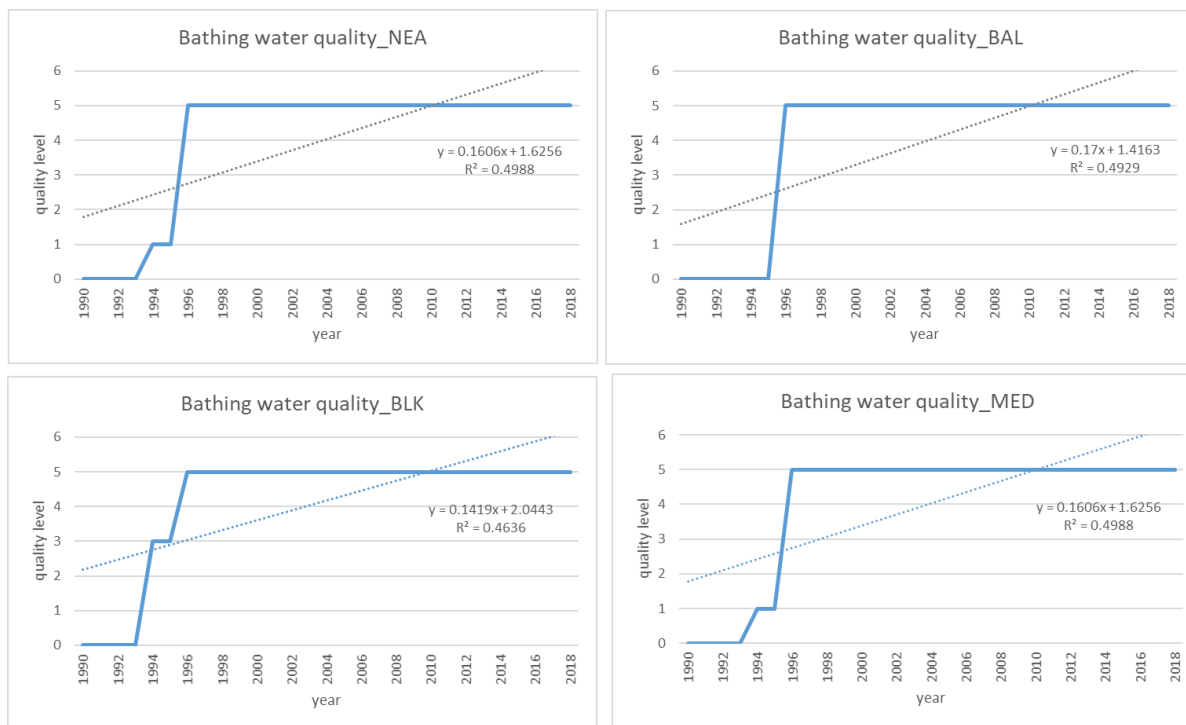 Bathing water quality_NEA
quality level
6
5
4
3
2
1
0
y = 0.1606x + 1.6256
R² = 0.4988
1990 1992 1994 1996 1998 2000 2002 2004 2006 2008 2010 2012 2014 2016 2018
year
Bathing water quality_BAL
quality level
6
5
4
3
2
1
0
y = 0.17x + 1.4163
R² = 0.4929
1990 1992 1994 1996 1998 2000 2002 2004 2006 2008 2010 2012 2014 2016 2018
year
Bathing water quality_BLK
quality level
6
5
4
3
2
1
0
y = 0.1419x + 2.0443
R² = 0.4636
1990 1992 1994 1996 1998 2000 2002 2004 2006 2008 2010 2012 2014 2016 2018
year
Bathing water quality_MED
quality level
6
5
4
3
2
1
0
y = 0.1606x + 1.6256
R² = 0.4988
1990 1992 1994 1996 1998 2000 2002 2004 2006 2008 2010 2012 2014 2016 2018
year